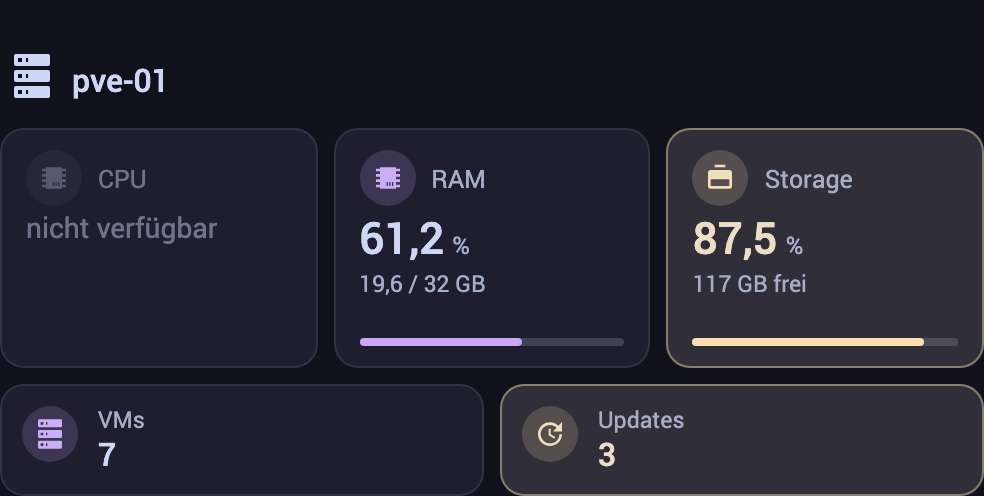 pve-01
CPU
nicht verfügbar
RAM
61,2 %
19,6 / 32 GB
Storage
87,5 %
117 GB frei
VMs
7
Updates
3